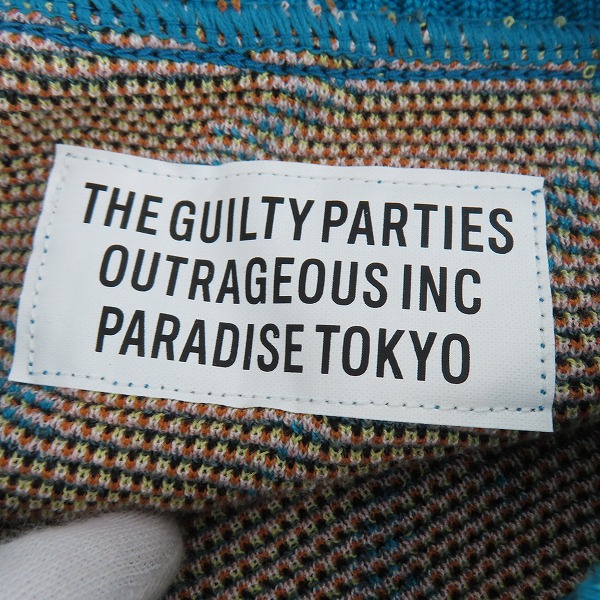 THE GUILTY PARTIES
OUTRAGEOUS INC
PARADISE TOKYO